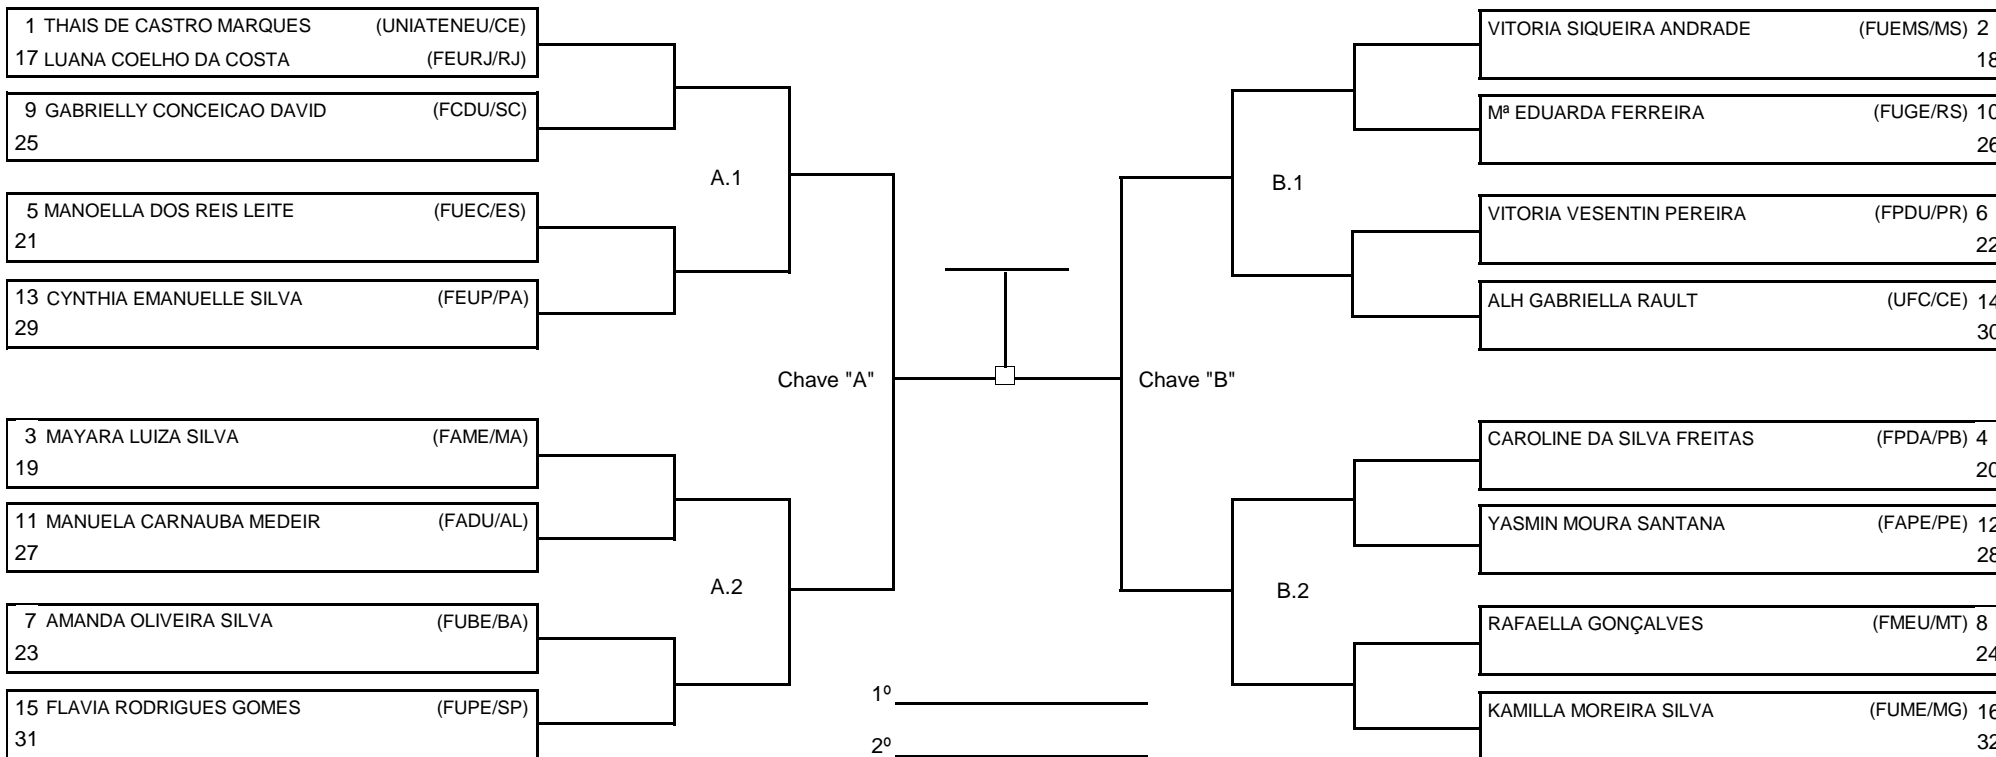 1 THAIS DE CASTRO MARQUES (UNIATENEU/CE)
17 LUANA COELHO DA COSTA (FEURJ/RJ)
9 GABRIELLY CONCEICAO DAVID (FCDU/SC)
25
A.1
5 MANOELLA DOS REIS LEITE (FUEC/ES)
21
13 CYNTHIA EMANUELLE SILVA (FEUP/PA)
29
Chave "A"
3 MAYARA LUIZA SILVA (FAME/MA)
19
11 MANUELA CARNAUBA MEDEIR (FADU/AL)
27
A.2
7 AMANDA OLIVEIRA SILVA (FUBE/BA)
23
15 FLAVIA RODRIGUES GOMES (FUPE/SP)
31
1º
2º
VITORIA SIQUEIRA ANDRADE (FUEMS/MS) 2
18
Mª EDUARDA FERREIRA (FUGE/RS) 10
26
B.1
VITORIA VESENTIN PEREIRA (FPDU/PR) 6
22
ALH GABRIELLA RAULT (UFC/CE) 14
30
Chave "B"
CAROLINE DA SILVA FREITAS (FPDA/PB) 4
20
YASMIN MOURA SANTANA (FAPE/PE) 12
28
B.2
RAFAELLA GONÇALVES (FMEU/MT) 8
24
KAMILLA MOREIRA SILVA (FUME/MG) 16
32